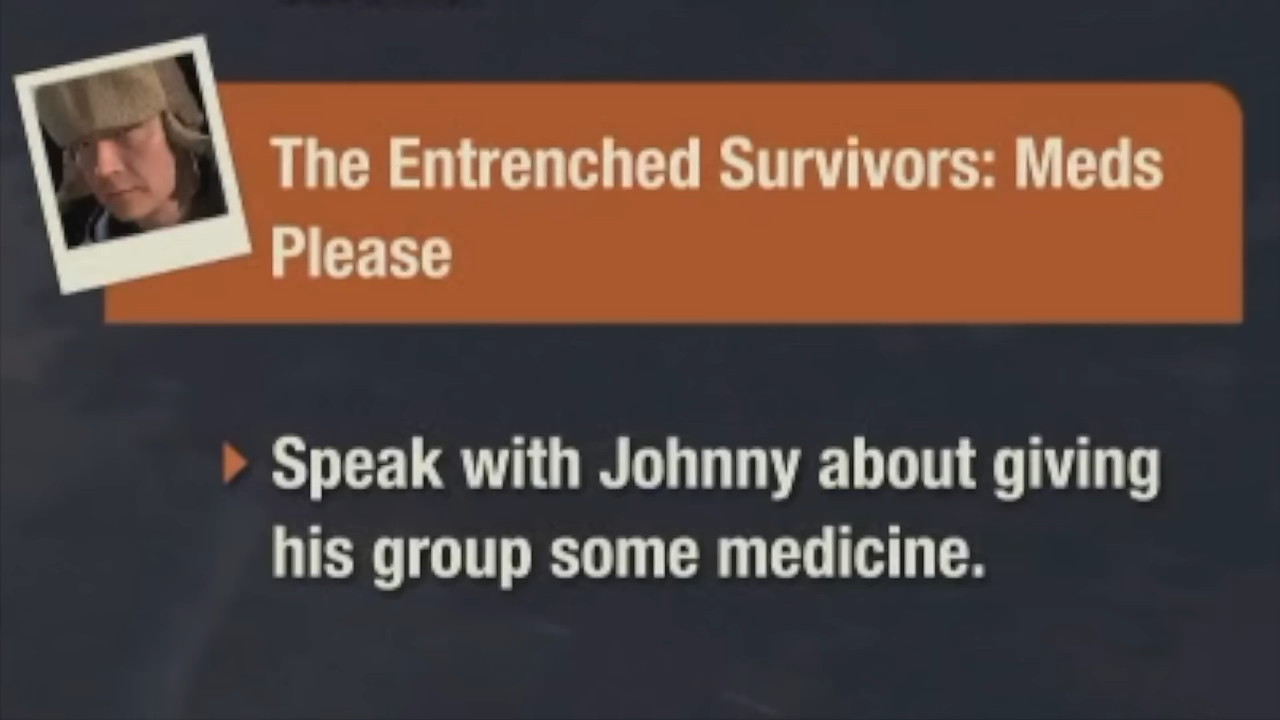 The Entrenched Survivors: Meds
Please
Speak with Johnny about giving
his group some medicine.